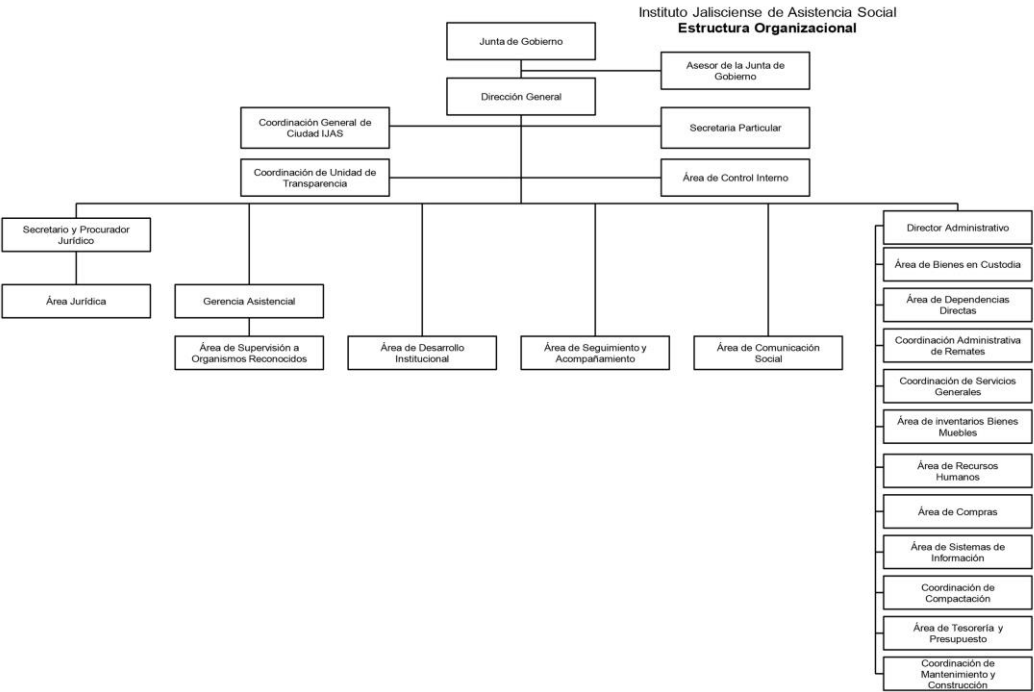 Instituto Jalisciense de Asistencia Social
Estructura Organizacional
Junta de Gobierno
Asesor de la Junta de
Gobierno
Dirección General
Coordinación General de
Ciudad IJAS
Secretaria Particular
Coordinación de Unidad de
Transparencia
Área de Control Interno
Secretario y Procurador
Jurídico
Área Jurídica
Gerencia Asistencial
Área de Supervisión a
Organismos Reconocidos
Área de Desarrollo
Institucional
Área de Seguimiento y
Acompañamiento
Área de Comunicación
Social
Director Administrativo
Área de Bienes en Custodia
Área de Dependencias
Directas
Coordinación Administrativa
de Remates
Coordinación de Servicios
Generales
Área de inventarios Bienes
Muebles
Área de Recursos
Humanos
Área de Compras
Área de Sistemas de
Información
Coordinación de
Compactación
Área de Tesorería y
Presupuesto
Coordinación de
Mantenimiento y
Construcción